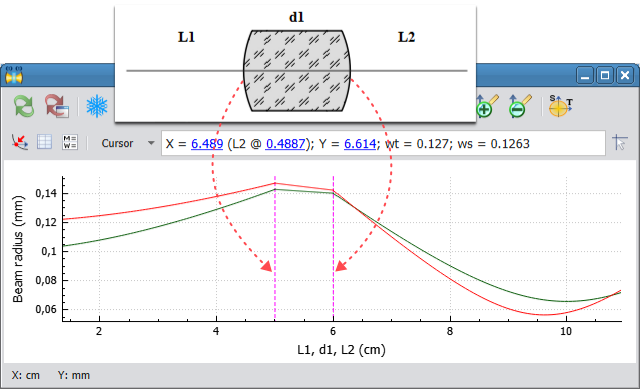 d1
L1 L2
S T
M= W=
Cursor X = 6.489 (L2 @ 0.4887); Y = 6.614; wt = 0.127; ws = 0.1263
0,14
0,12
0,1
0,08
0,06
Beam radius (mm)
2 4 6 8 10
L1, d1, L2 (cm)
X: cm Y: mm